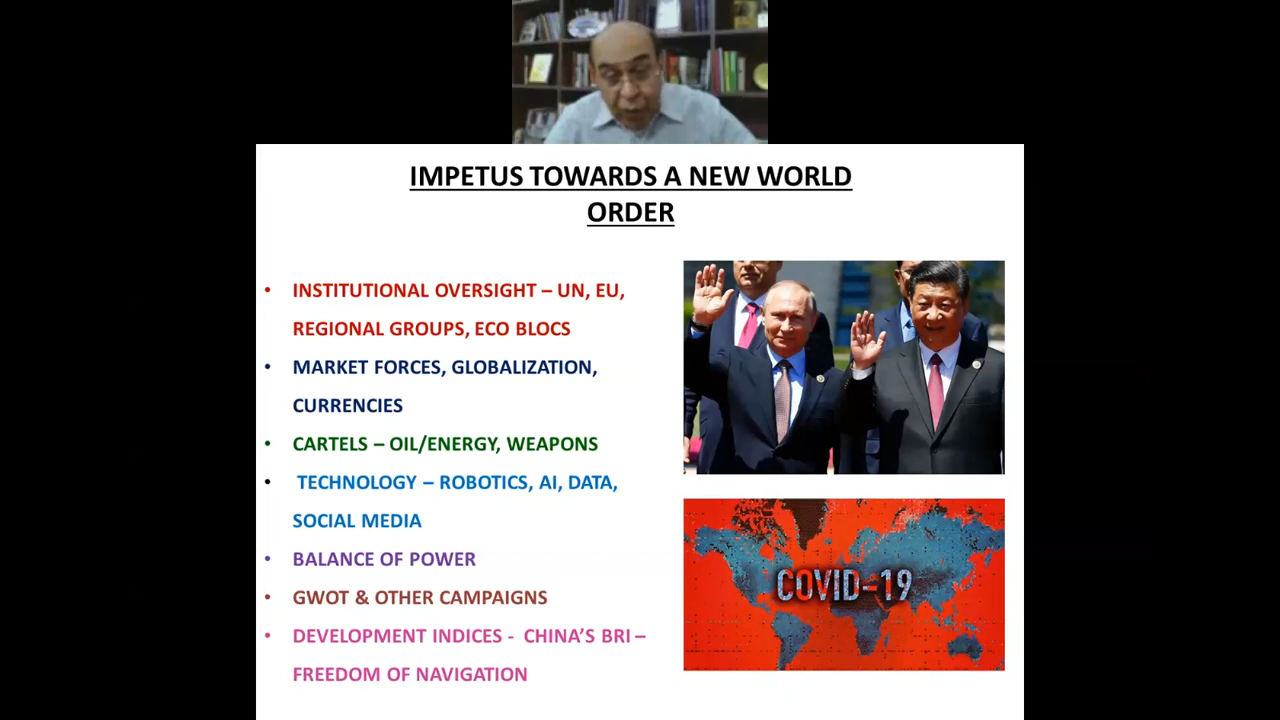 IMPETUS TOWARDS A NEW WORLD
ORDER
• INSTITUTIONAL OVERSIGHT – UN, EU,
REGIONAL GROUPS, ECO BLOCS
• MARKET FORCES, GLOBALIZATION,
CURRENCIES
• CARTELS – OIL/ENERGY, WEAPONS
• TECHNOLOGY – ROBOTICS, AI, DATA,
SOCIAL MEDIA
• BALANCE OF POWER
• GWOT & OTHER CAMPAIGNS
• DEVELOPMENT INDICES - CHINA’S BRI –
FREEDOM OF NAVIGATION
COVID-19